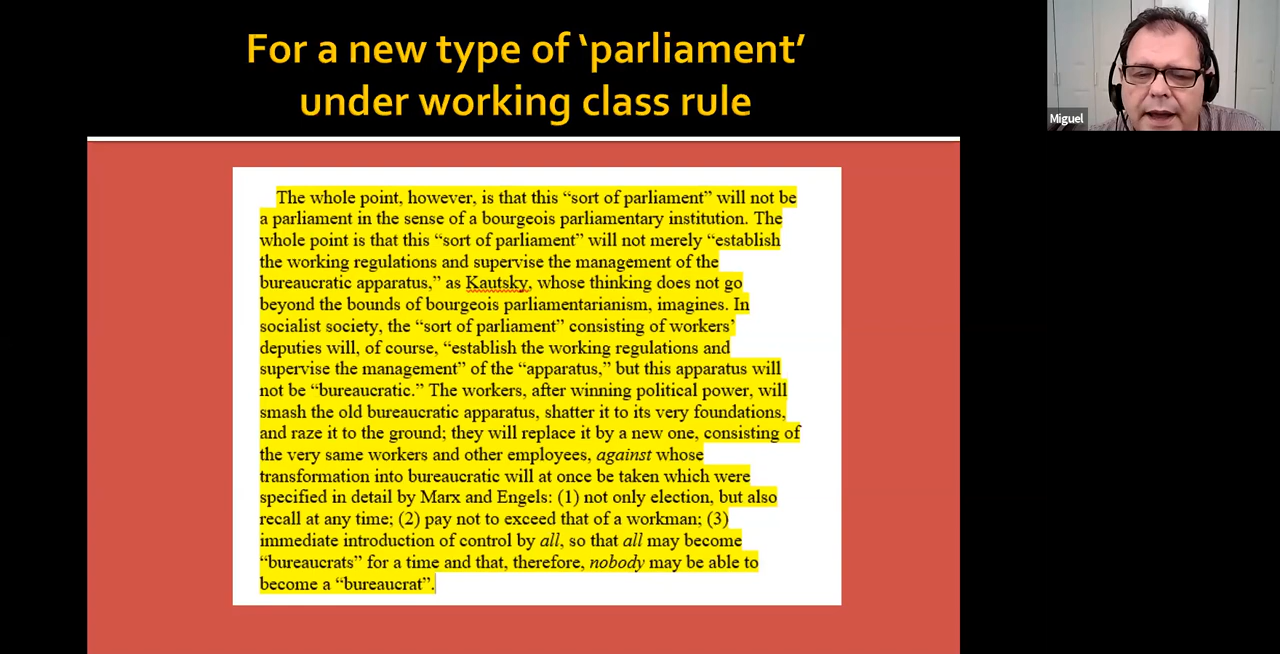 For a new type of ‘parliament’
under working class rule
Miguel
The whole point, however, is that this “sort of parliament” will not be
a parliament in the sense of a bourgeois parliamentary institution. The
whole point is that this “sort of parliament” will not merely “establish
the working regulations and supervise the management of the
bureaucratic apparatus,” as Kautsky, whose thinking does not go
beyond the bounds of bourgeois parliamentarianism, imagines. In
socialist society, the “sort of parliament” consisting of workers’
deputies will, of course, “establish the working regulations and
supervise the management” of the “apparatus,” but this apparatus will
not be “bureaucratic.” The workers, after winning political power, will
smash the old bureaucratic apparatus, shatter it to its very foundations,
and raze it to the ground; they will replace it by a new one, consisting of
the very same workers and other employees, against whose
transformation into bureaucratic will at once be taken which were
specified in detail by Marx and Engels: (1) not only election, but also
recall at any time; (2) pay not to exceed that of a workman; (3)
immediate introduction of control by all, so that all may become
“bureaucrats” for a time and that, therefore, nobody may be able to
become a “bureaucrat”.